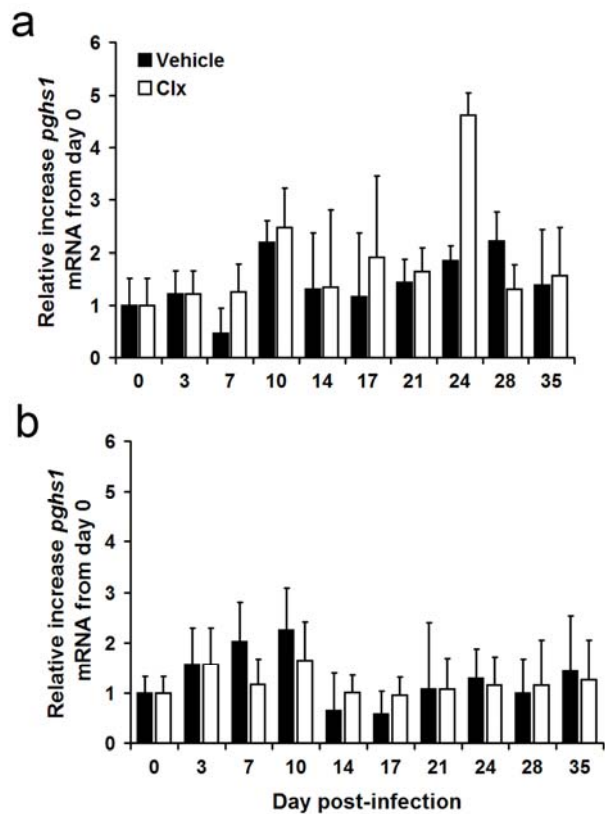 a
Relative increase pghs1
mRNA from day 0
6
5
4
3
2
1
0
Vehicle
Clx
0 3 7 10 14 17 21 24 28 35
b
Relative increase pghs1
mRNA from day 0
6
5
4
3
2
1
0
0 3 7 10 14 17 21 24 28 35
Day post-infection